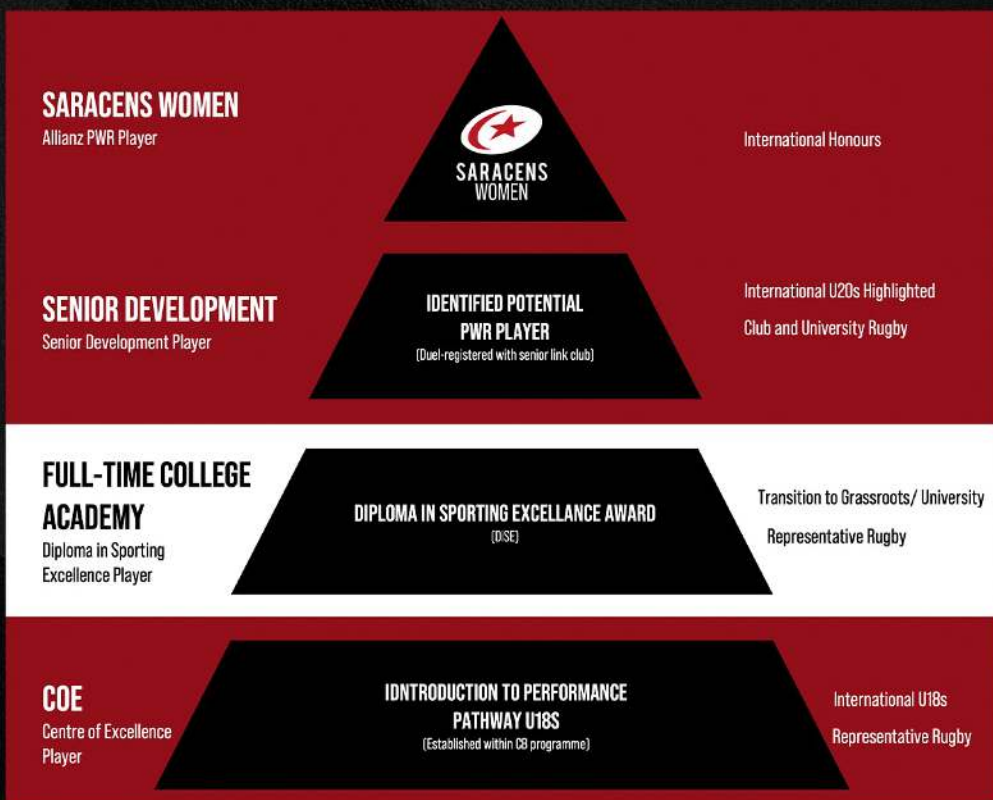 SARACENS WOMEN
Allianz PWR Player
SARACENS
WOMEN
International Honours
SENIOR DEVELOPMENT
Senior Development Player
IDENTIFIED POTENTIAL
PWR PLAYER
(Duel-registered with senior link club)
International U20s Highlighted
Club and University Rugby
FULL-TIME COLLEGE
ACADEMY
Diploma in Sporting
Excellence Player
DIPLOMA IN SPORTING EXCELLANCE AWARD
(DISE)
Transition to Grassroots/ University
Representative Rugby
COE
Centre of Excellence
Player
IDNTRODUCTION TO PERFORMANCE
PATHWAY U18S
(Established within CB programme)
International U18s
Representative Rugby